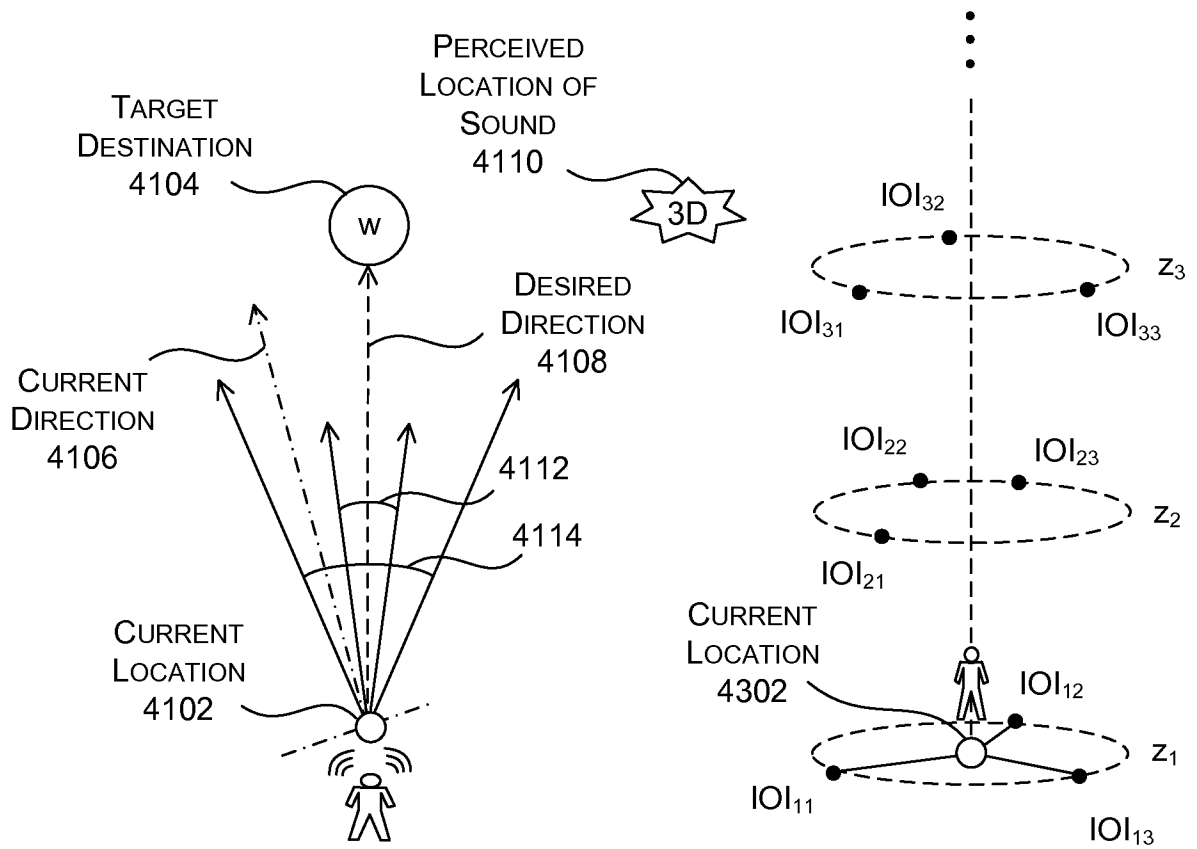 PERCEIVED
LOCATION OF
SOUND
4110
TARGET
DESTINATION
4104
W
3D
IOI₃₂
z₃
IOI₃₁
IOI₃₃
DESIRED
DIRECTION
4108
CURRENT
DIRECTION
4106
IOI₂₂
IOI₂₃
4112
z₂
4114
IOI₂₁
CURRENT
LOCATION
4102
CURRENT
LOCATION
4302
IOI₁₂
z₁
IOI₁₁
IOI₁₃